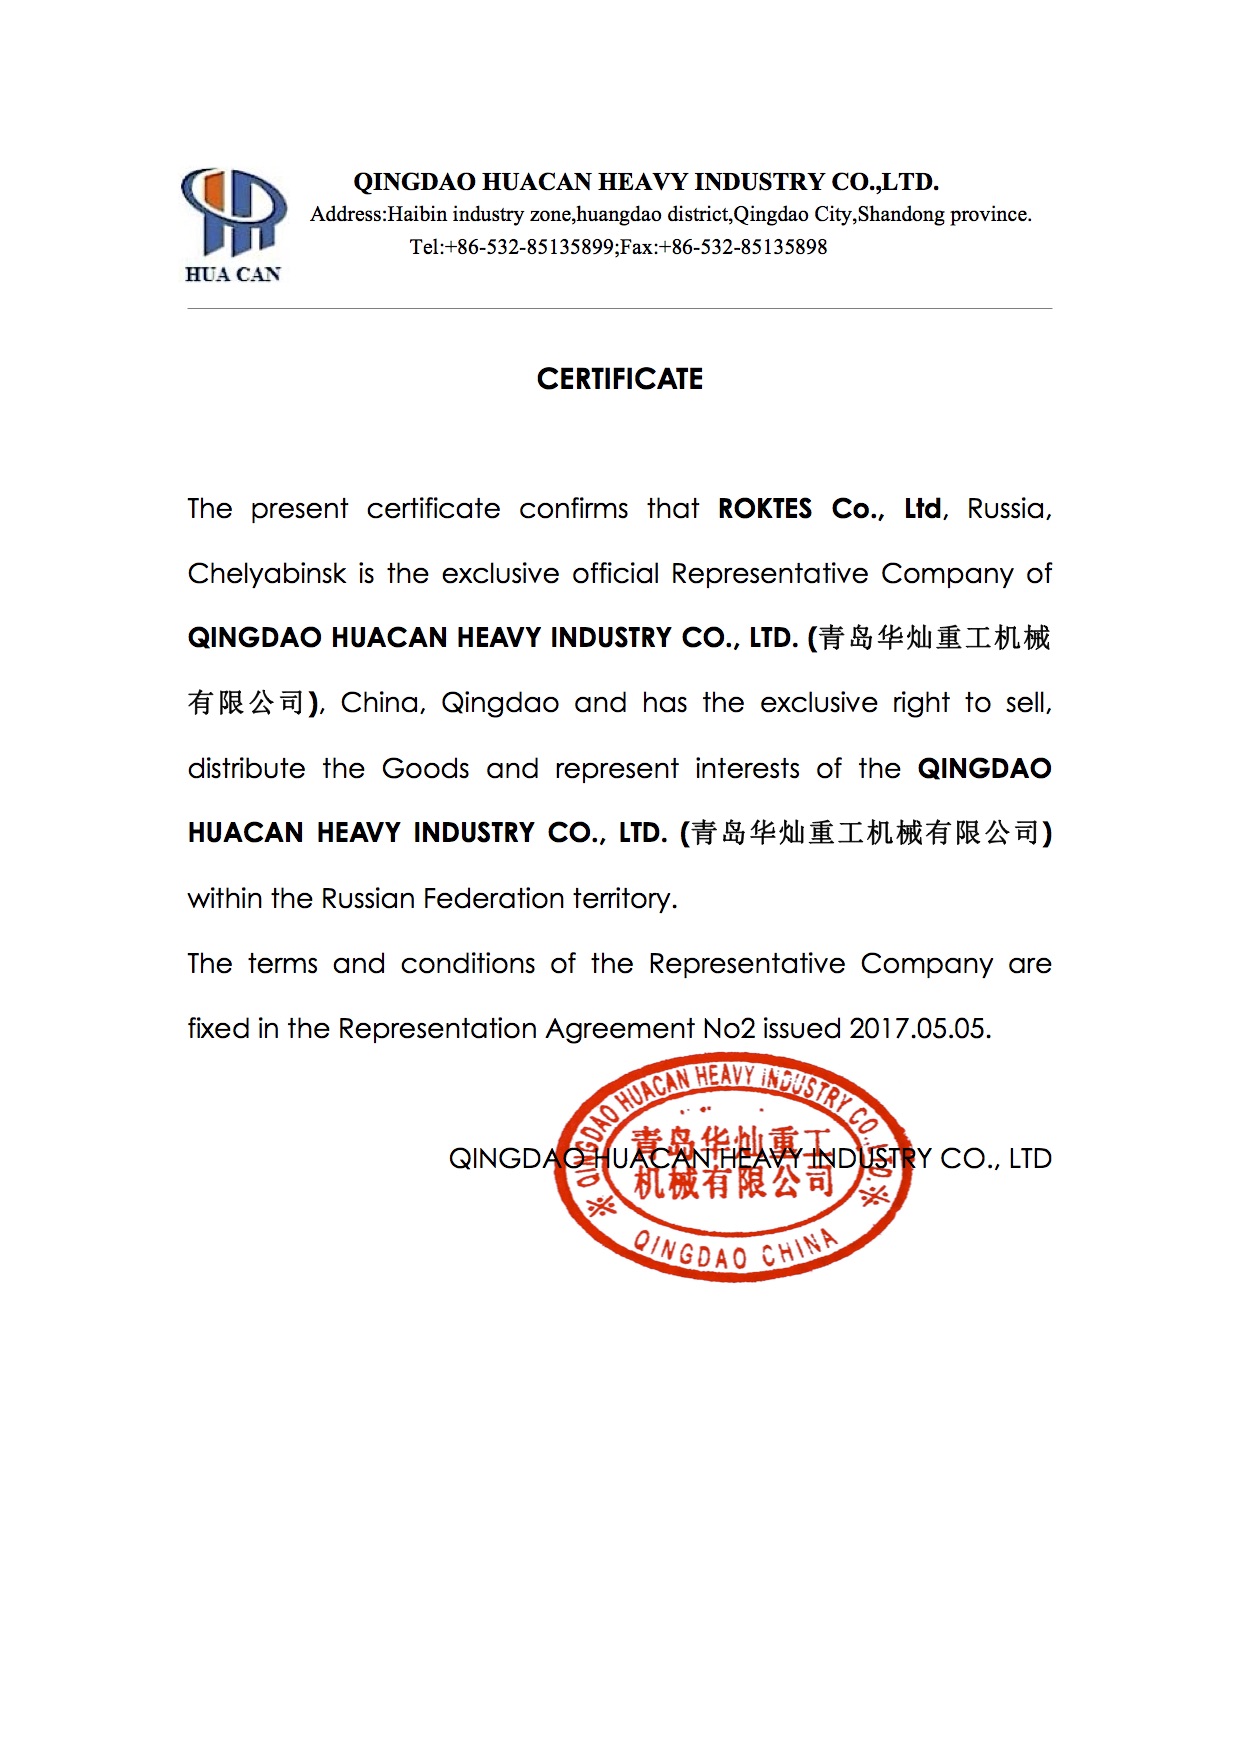 HUA CAN
QINGDAO HUACAN HEAVY INDUSTRY CO.,LTD.
Address:Haibin industry zone,huangdao district,Qingdao City,Shandong province.
Tel:+86-532-85135899;Fax:+86-532-85135898
CERTIFICATE
The present certificate confirms that ROKTES Co., Ltd, Russia,
Chelyabinsk is the exclusive official Representative Company of
QINGDAO HUACAN HEAVY INDUSTRY CO., LTD. (青岛华灿重工机械
有限公司), China, Qingdao and has the exclusive right to sell,
distribute the Goods and represent interests of the QINGDAO
HUACAN HEAVY INDUSTRY CO., LTD. (青岛华灿重工机械有限公司)
within the Russian Federation territory.
The terms and conditions of the Representative Company are
fixed in the Representation Agreement No2 issued 2017.05.05.
QINGDAO HUACAN HEAVY INDUSTRY CO., LTD
QINGDAO HUACAN HEAVY INDUSTRY CO.,LTD.
青岛华灿重工
机械有限公司
QINGDAO CHINA